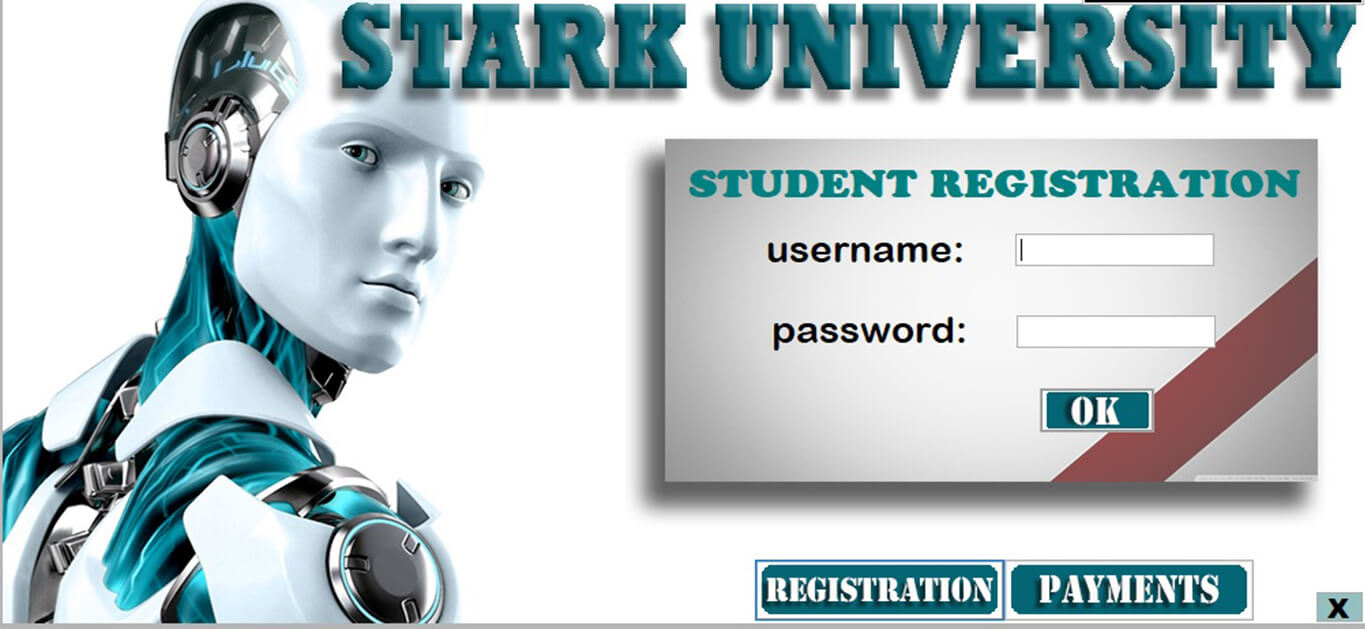 STARK UNIVERSITY
STUDENT REGISTRATION
username:
password:
OK
REGISTRATION
PAYMENTS
X